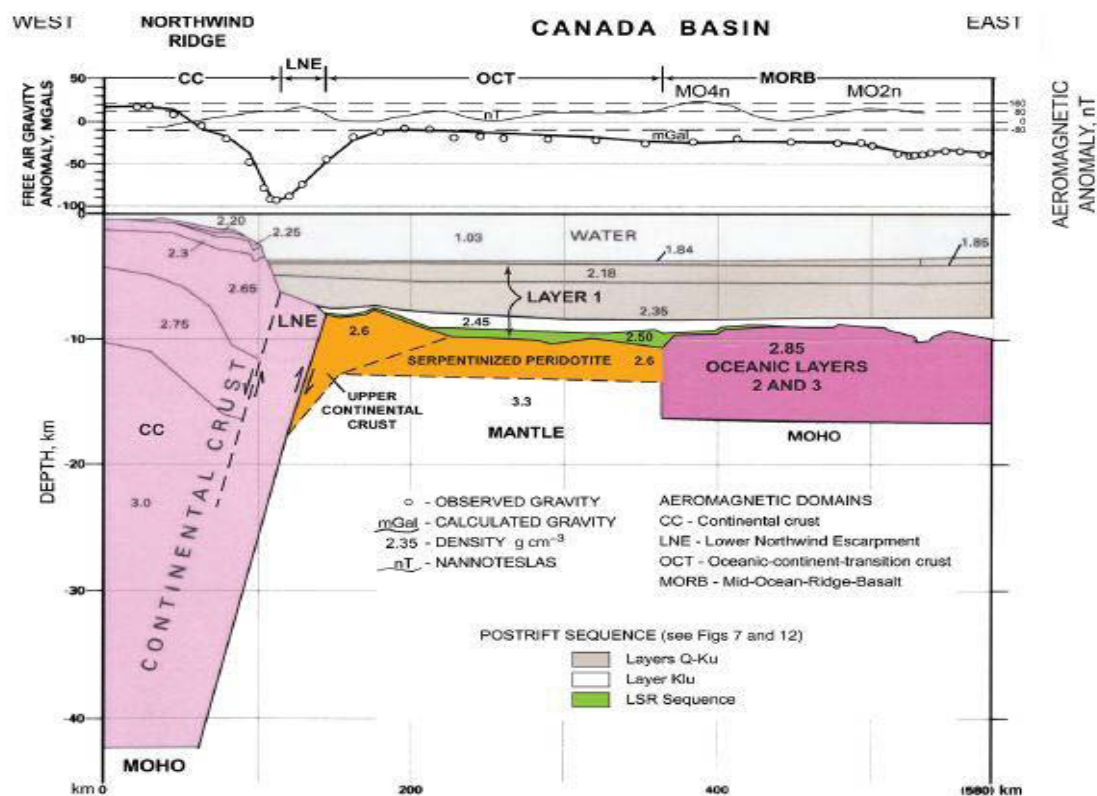 WEST
NORTHWIND
RIDGE
CANADA BASIN
EAST
CC
LNE
OCT
MORB
MO4n
MO2n
FREE AIR GRAVITY
ANOMALY, MGALS
50
0
-50
-100
nT
mGal
160
80
0
-80
AEROMAGNETIC
ANOMALY, nT
2.20
2.25
2.3
1.03
WATER
1.84
1.85
2.65
2.18
LAYER 1
2.35
2.75
LNE
2.6
2.45
2.50
SERPENTINIZED PERIDOTITE
2.6
2.85
OCEANIC LAYERS
2 AND 3
UPPER
CONTINENTAL
CRUST
3.3
MANTLE
MOHO
CC
3.0
CONTINENTAL CRUST
DEPTH, km
0
-10
-20
-30
-40
- OBSERVED GRAVITY
mGal - CALCULATED GRAVITY
2.35 - DENSITY g cm⁻³
nT - NANNOTESLAS
AEROMAGNETIC DOMAINS
CC - Continental crust
LNE - Lower Northwind Escarpment
OCT - Oceanic-continent-transition crust
MORB - Mid-Ocean-Ridge-Basalt
POSTRIFT SEQUENCE (see Figs 7 and 12)
Layers Q-Ku
Layer Klu
LSR Sequence
MOHO
km 0
200
400
(580) km